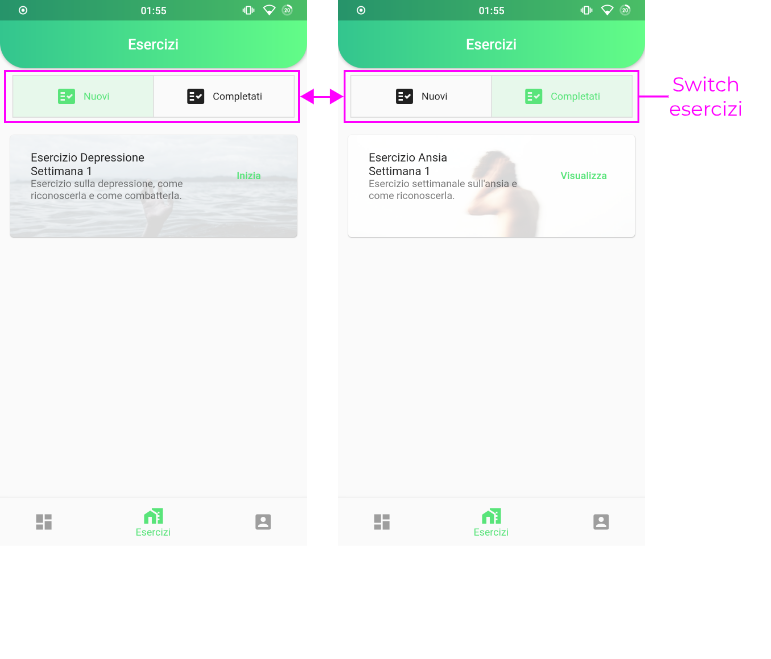 01:55
Esercizi
Nuovi
Completati
Esercizio Depressione
Settimana 1
Esercizio sulla depressione, come
riconoscerla e come combatterla.
Inizia
Esercizi
01:55
Esercizi
Nuovi
Completati
Esercizio Ansia
Settimana 1
Esercizio settimanale sull'ansia e
come riconoscerla.
Visualizza
Esercizi
Switch
esercizi